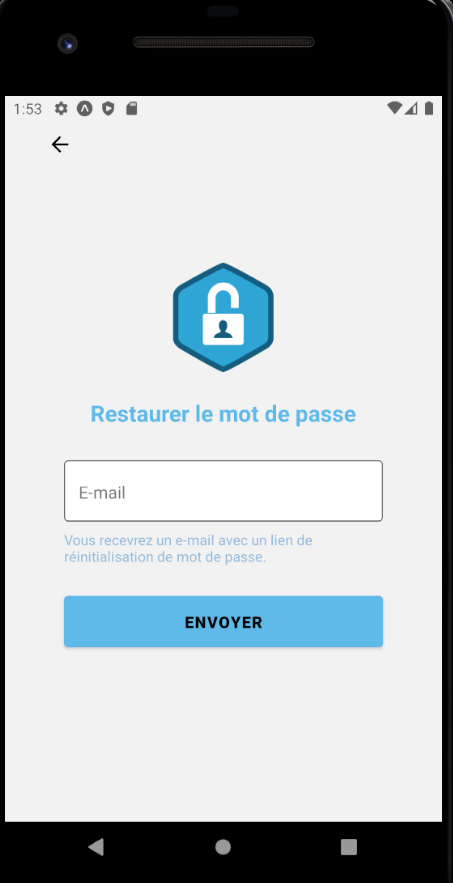 1:53
Restaurer le mot de passe
E-mail
Vous recevrez un e-mail avec un lien de
réinitialisation de mot de passe.
ENVOYER